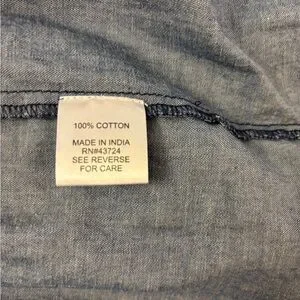 100% COTTON
MADE IN INDIA
RN#43724
SEE REVERSE
FOR CARE